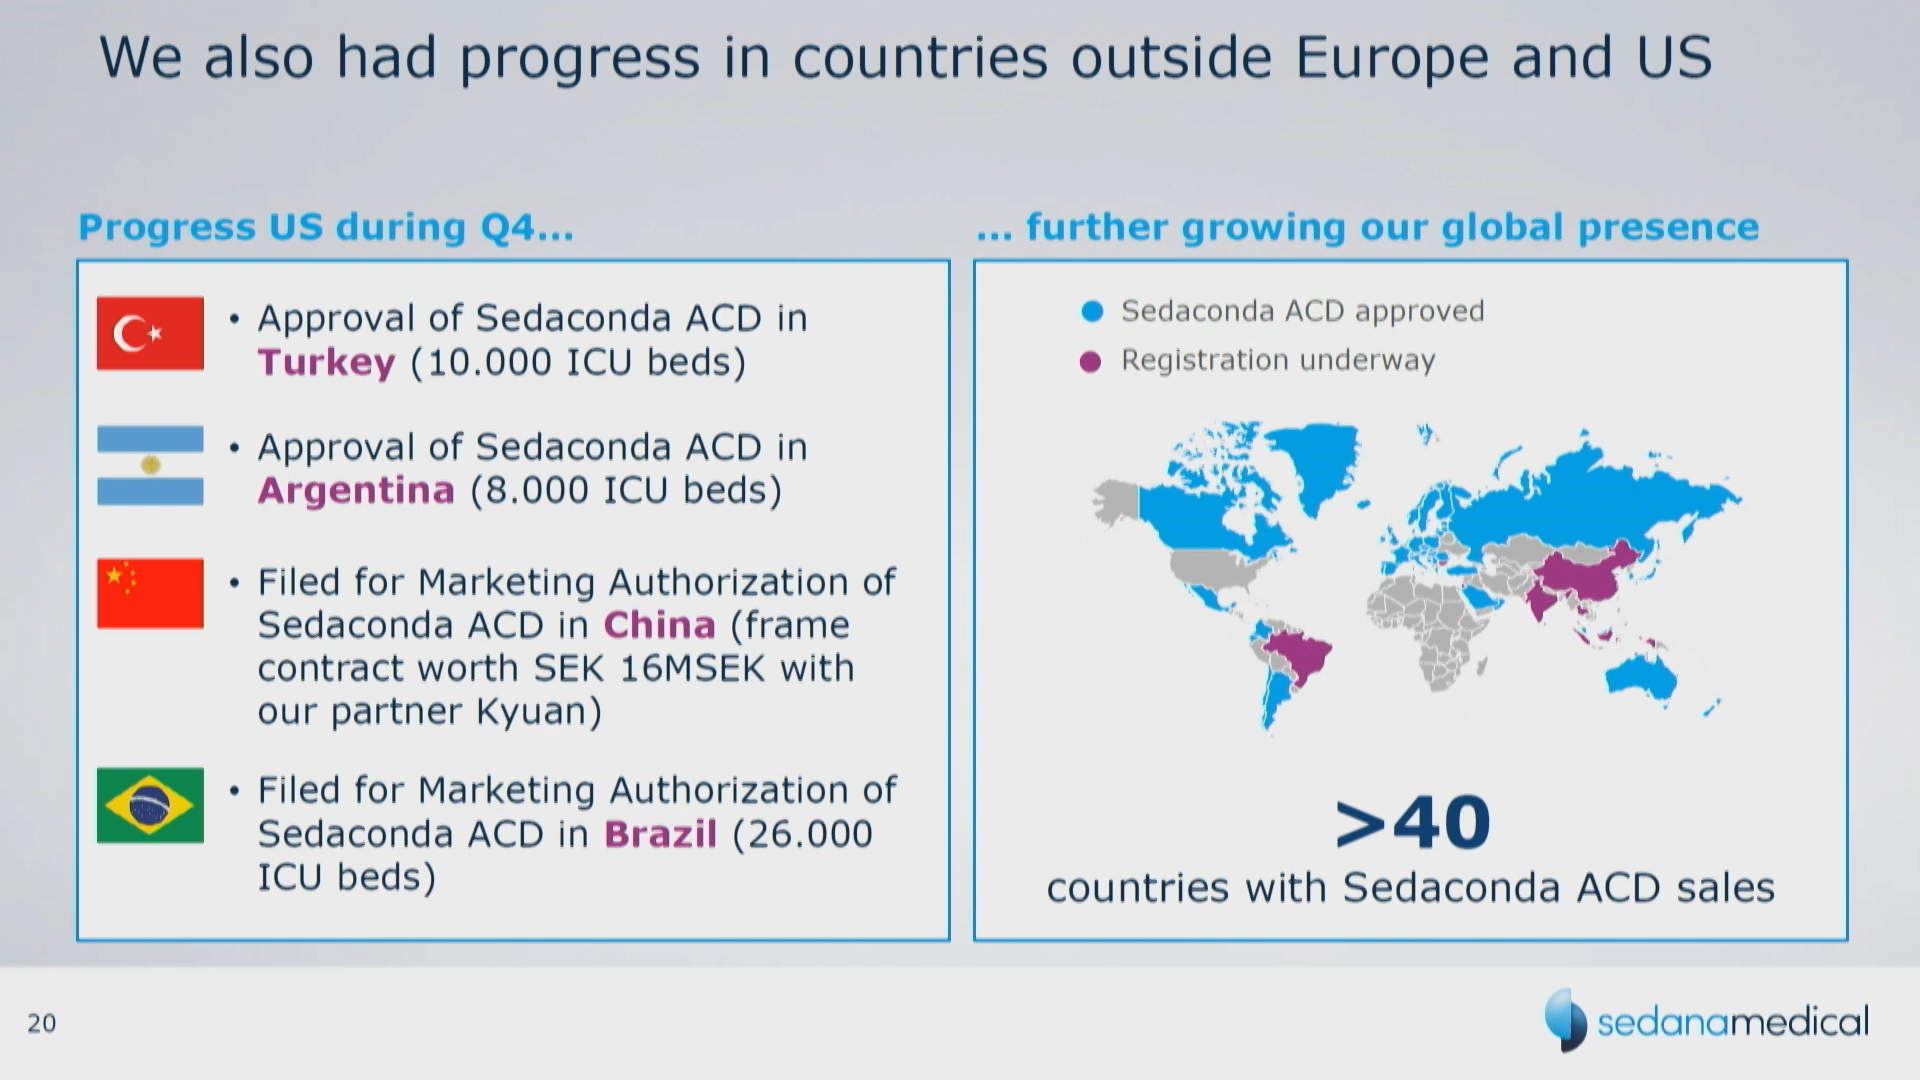 We also had progress in countries outside Europe and US
Progress US during Q4...
• Approval of Sedaconda ACD in
Turkey (10.000 ICU beds)
• Approval of Sedaconda ACD in
Argentina (8.000 ICU beds)
• Filed for Marketing Authorization of
Sedaconda ACD in China (frame
contract worth SEK 16MSEK with
our partner Kyuan)
• Filed for Marketing Authorization of
Sedaconda ACD in Brazil (26.000
ICU beds)
... further growing our global presence
Sedaconda ACD approved
Registration underway
>40
countries with Sedaconda ACD sales
20
sedanamedical